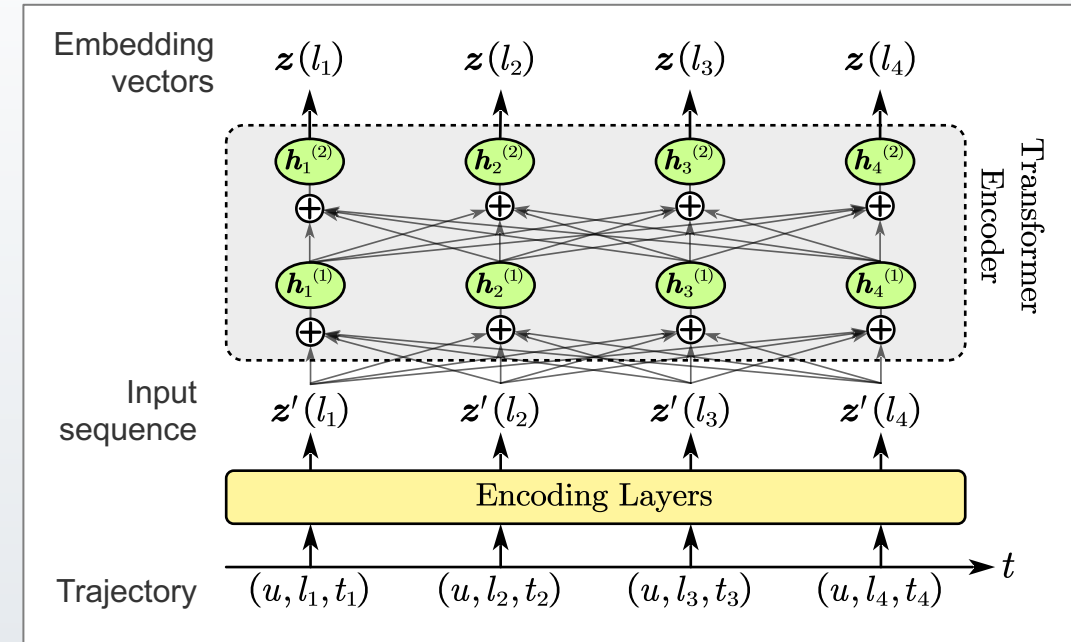 Embedding
vectors
𝒛(l₁) 𝒛(l₂) 𝒛(l₃) 𝒛(l₄)
𝒉₁⁽²⁾ 𝒉₂⁽²⁾ 𝒉₃⁽²⁾ 𝒉₄⁽²⁾
Transformer
Encoder
𝒉₁⁽¹⁾ 𝒉₂⁽¹⁾ 𝒉₃⁽¹⁾ 𝒉₄⁽¹⁾
Input
sequence
𝒛′(l₁) 𝒛′(l₂) 𝒛′(l₃) 𝒛′(l₄)
Encoding Layers
t
Trajectory
(u, l₁, t₁) (u, l₂, t₂) (u, l₃, t₃) (u, l₄, t₄)